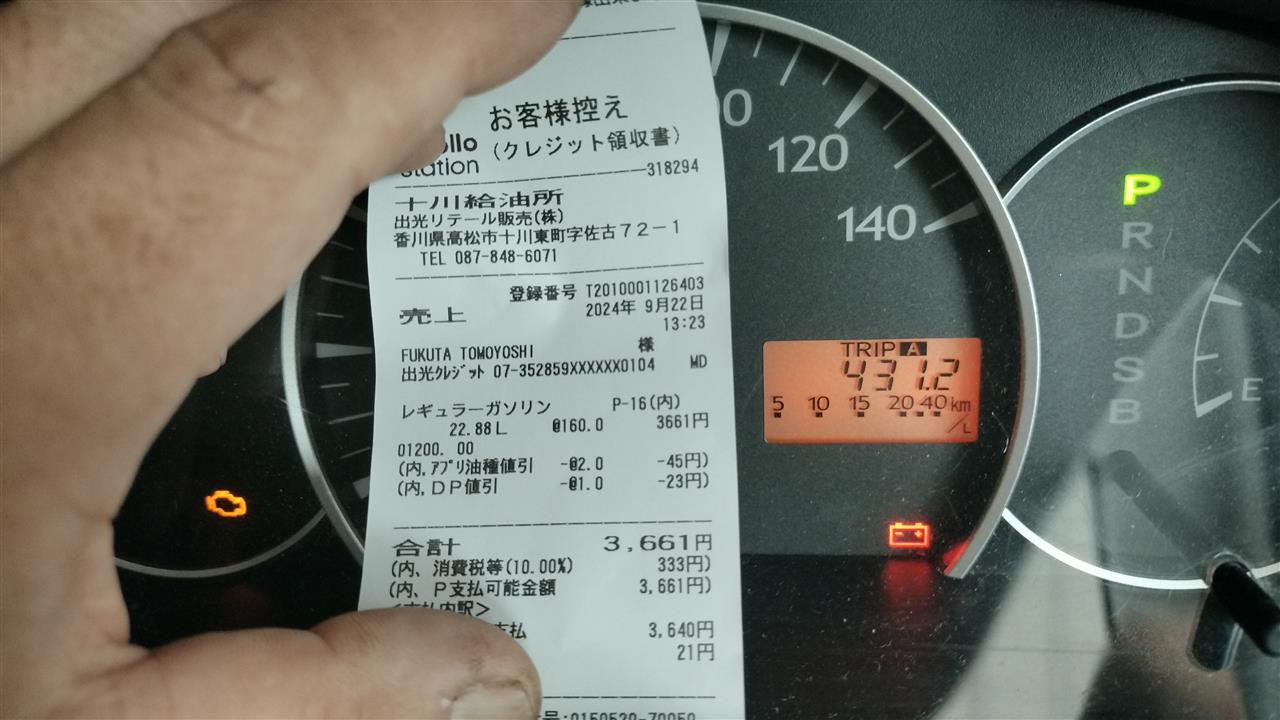 お客様控え
ollo
station
(クレジット領収書)
318294
十川給油所
出光リテール販売(株)
香川県高松市十川東町字佐古72-1
TEL 087-848-6071
登録番号 T2010001126403
売上
2024年 9月22日
13:23
FUKUTA TOMOYOSHI 様
出光クレジット 07-352859XXXXXX0104 MD
レギュラーガソリン P-16(内)
22.88L @160.0 3661円
01200. 00
(内,アプリ油種値引 -@2.0 -45円)
(内,DP値引 -@1.0 -23円)
合計 3,661円
(内、消費税等(10.00%) 333円)
(内、P支払可能金額 3,661円)
支払 3,640円
21円
120
140
TRIP A
431.2
5 10 15 20 40 km/L
P
R
N
D
S
B
E